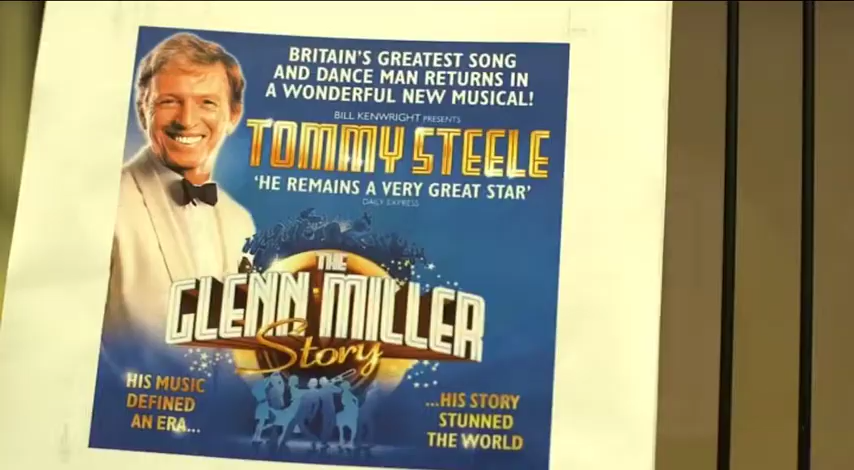 BRITAIN'S GREATEST SONG
AND DANCE MAN RETURNS IN
A WONDERFUL NEW MUSICAL!
BILL KENWRIGHT PRESENTS
TOMMY STEELE
'HE REMAINS A VERY GREAT STAR'
DAILY EXPRESS
THE
GLENN MILLER
Story
HIS MUSIC
DEFINED
AN ERA...
...HIS STORY
STUNNED
THE WORLD